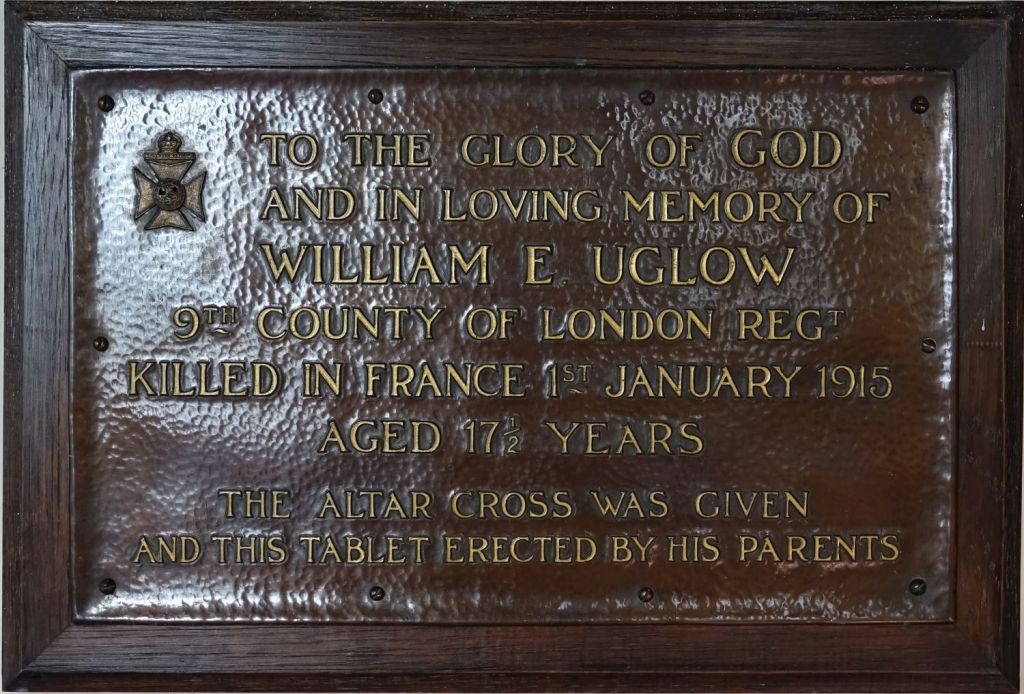 TO THE GLORY OF GOD
AND IN LOVING MEMORY OF
WILLIAM E. UGLOW
9TH COUNTY OF LONDON REGT.
KILLED IN FRANCE 1ST JANUARY 1915
AGED 17½ YEARS
THE ALTAR CROSS WAS GIVEN
AND THIS TABLET ERECTED BY HIS PARENTS